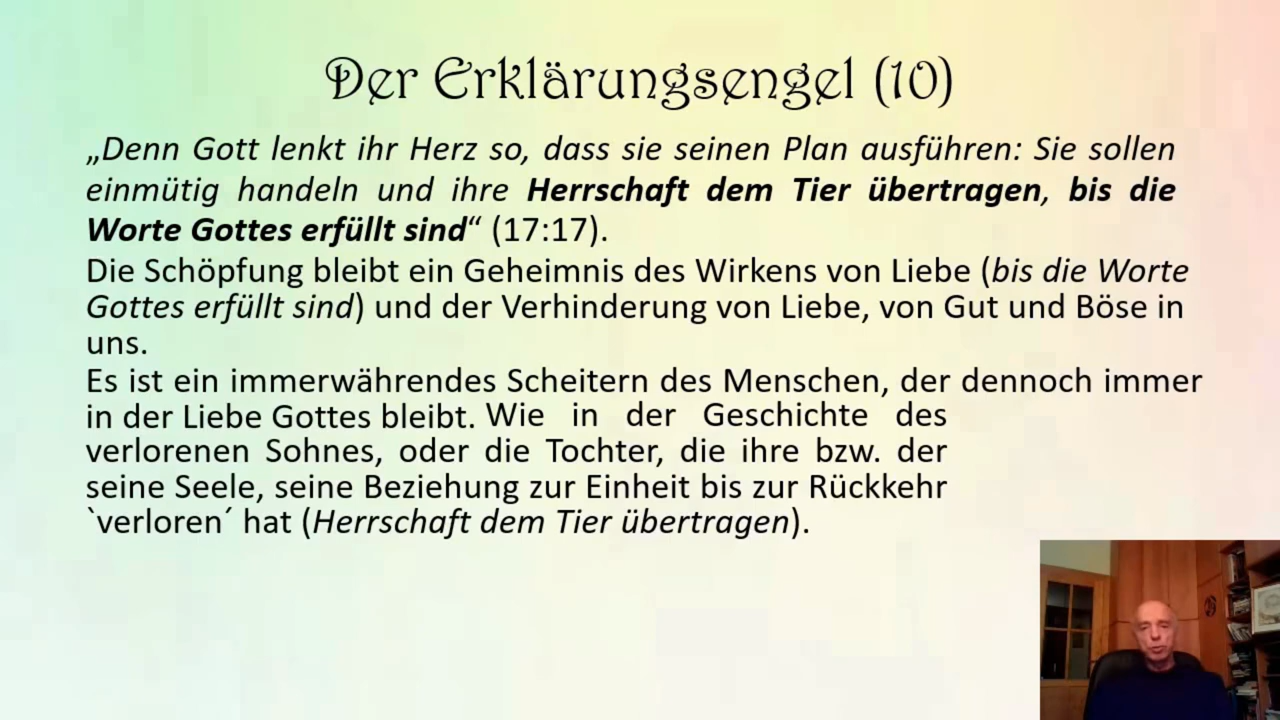 Der Erklärungsengel (10)
„Denn Gott lenkt ihr Herz so, dass sie seinen Plan ausführen: Sie sollen
einmütig handeln und ihre Herrschaft dem Tier übertragen, bis die
Worte Gottes erfüllt sind“ (17:17).
Die Schöpfung bleibt ein Geheimnis des Wirkens von Liebe (bis die Worte
Gottes erfüllt sind) und der Verhinderung von Liebe, von Gut und Böse in
uns.
Es ist ein immerwährendes Scheitern des Menschen, der dennoch immer
in der Liebe Gottes bleibt. Wie in der Geschichte des
verlorenen Sohnes, oder die Tochter, die ihre bzw. der
seine Seele, seine Beziehung zur Einheit bis zur Rückkehr
`verloren´ hat (Herrschaft dem Tier übertragen).